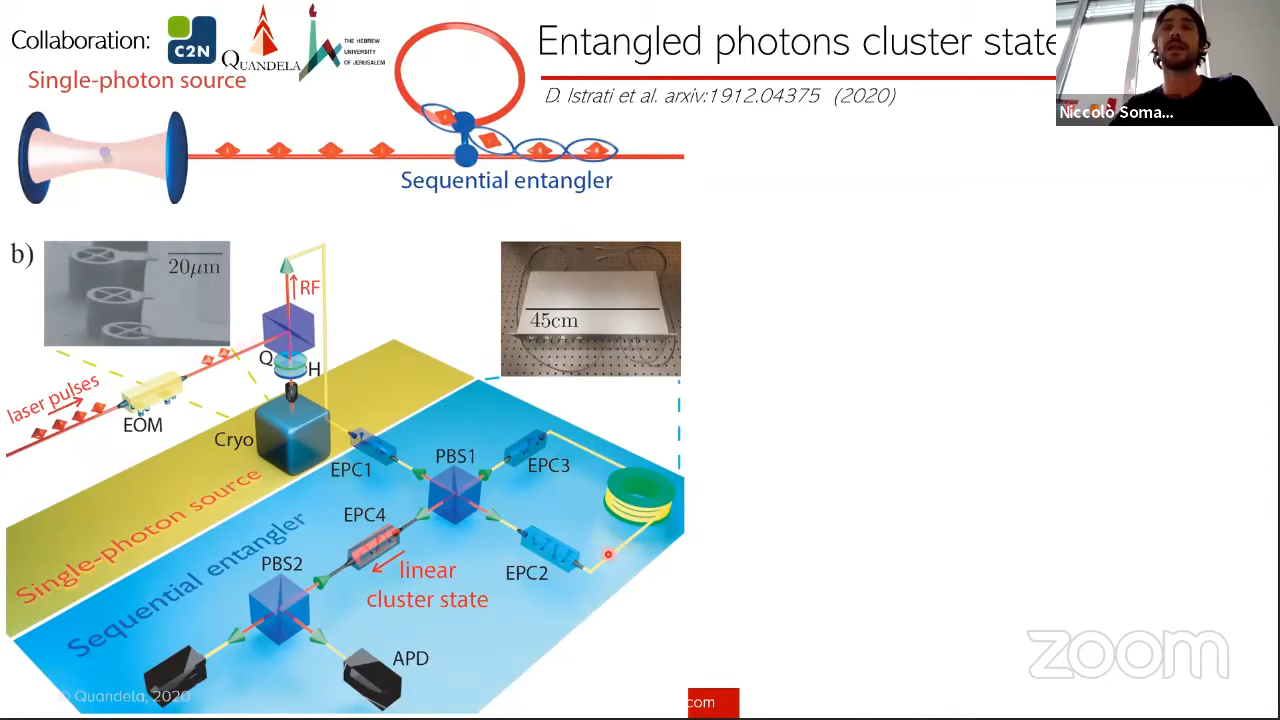 Collaboration:
C2N
QUANDELA
THE HEBREW
UNIVERSITY
OF JERUSALEM
Entangled photons cluster state
D. Istrati et al. arxiv:1912.04375 (2020)
Niccolò Soma...
Single-photon source
Sequential entangler
b)
20μm
RF
45cm
Q
H
laser pulses
EOM
Cryo
EPC1
PBS1
EPC3
EPC4
PBS2
EPC2
linear
cluster state
Single-photon source
Sequential entangler
APD
© Quandela, 2020
com
zoom